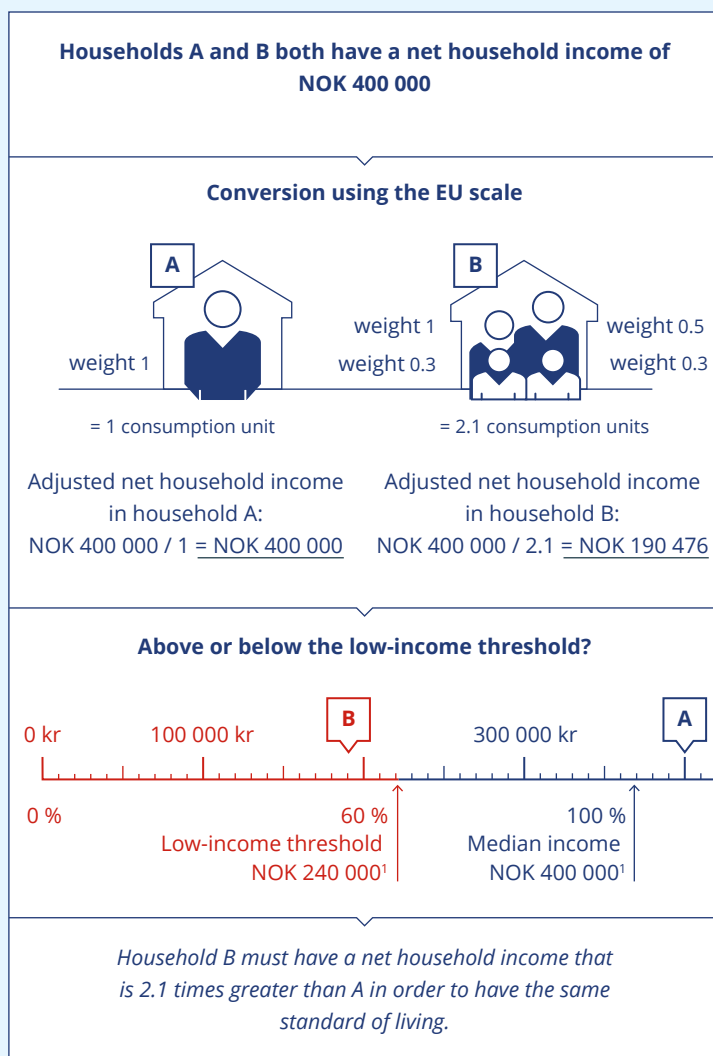 Households A and B both have a net household income of
NOK 400 000
Conversion using the EU scale
A
weight 1
= 1 consumption unit
Adjusted net household income
in household A:
NOK 400 000 / 1 = NOK 400 000
B
weight 1
weight 0.5
weight 0.3
weight 0.3
= 2.1 consumption units
Adjusted net household income
in household B:
NOK 400 000 / 2.1 = NOK 190 476
Above or below the low-income threshold?
B
A
0 kr
100 000 kr
300 000 kr
0 %
60 %
Low-income threshold
NOK 240 000¹
100 %
Median income
NOK 400 000¹
Household B must have a net household income that
is 2.1 times greater than A in order to have the same
standard of living.